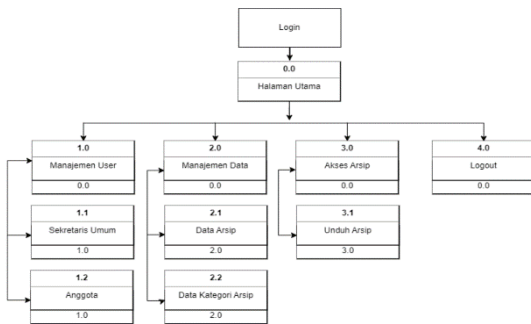 Login
0.0
Halaman Utama
1.0
Manajemen User
0.0
2.0
Manajemen Data
0.0
3.0
Akses Arsip
0.0
4.0
Logout
0.0
1.1
Sekretaris Umum
1.0
2.1
Data Arsip
2.0
3.1
Unduh Arsip
3.0
1.2
Anggota
1.0
2.2
Data Kategori Arsip
2.0